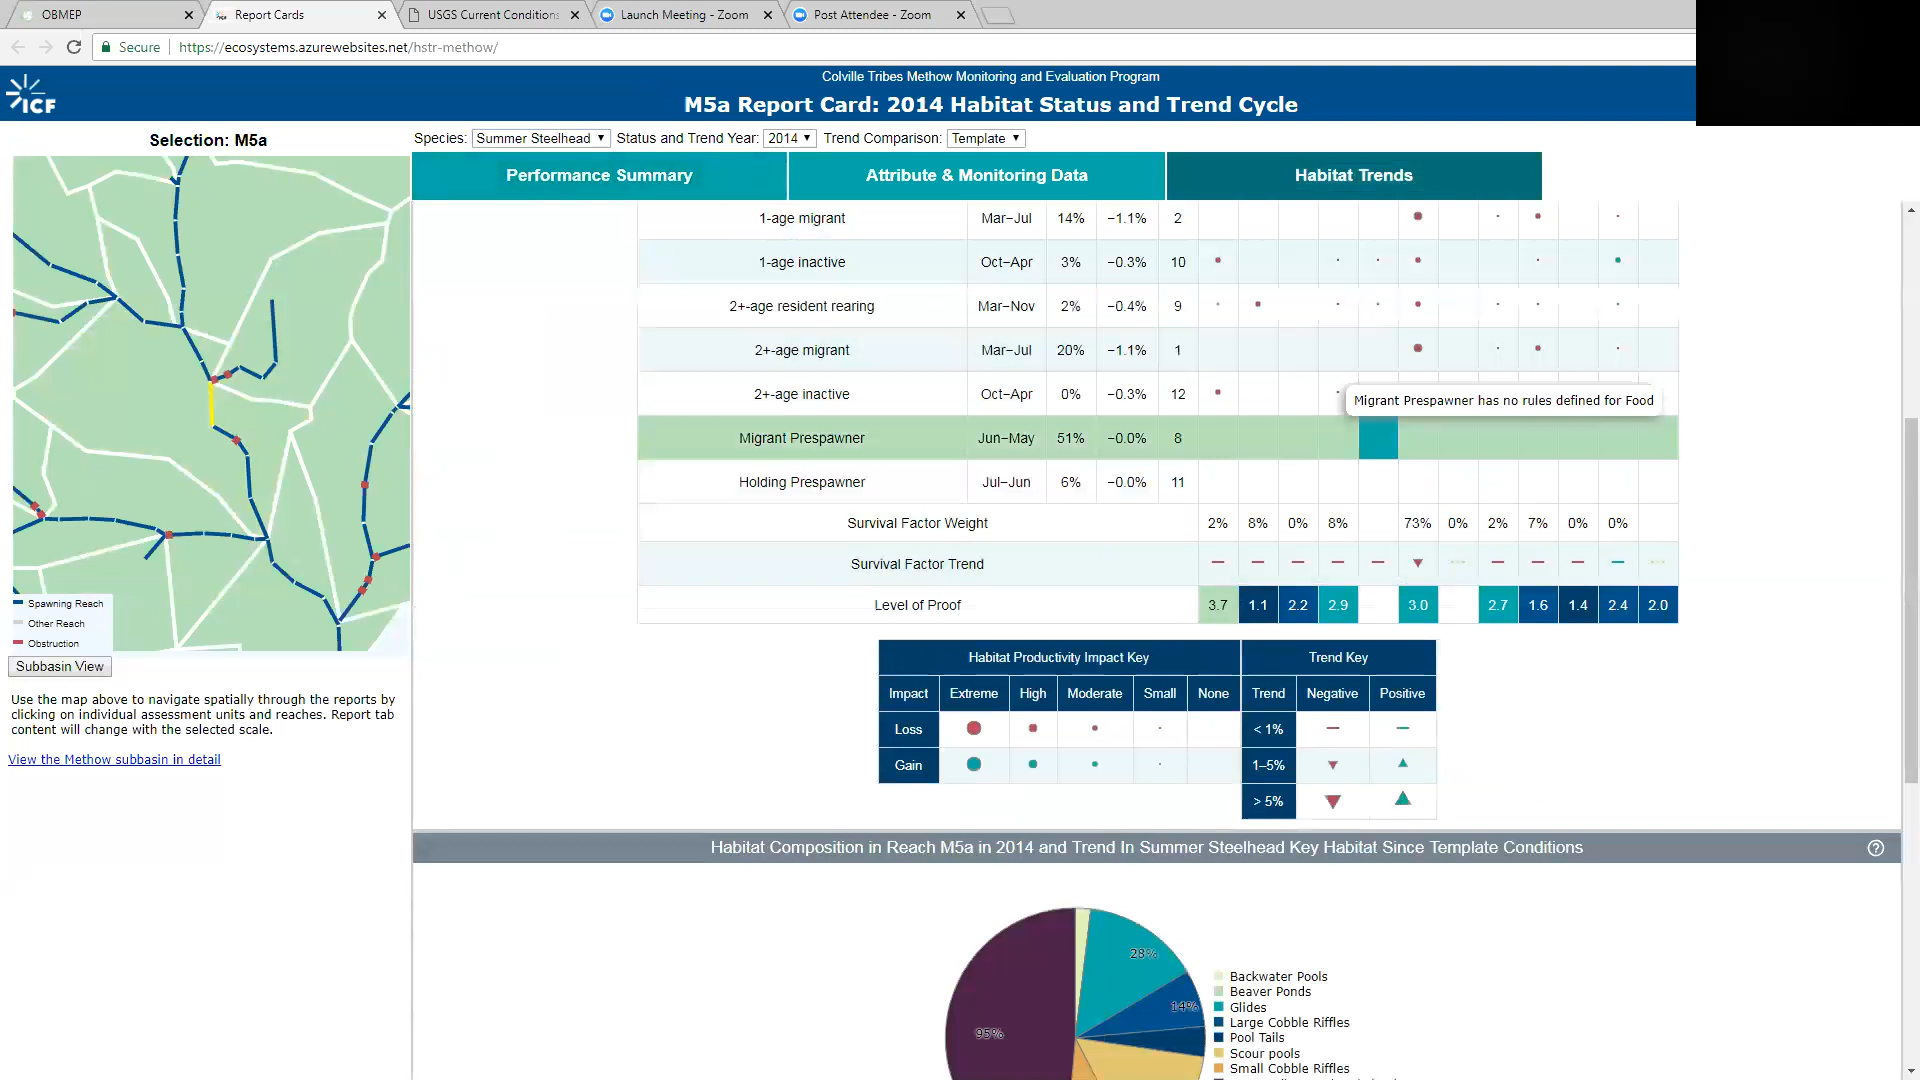 OBMEP
Report Cards
USGS Current Conditions
Launch Meeting - Zoom
Post Attendee - Zoom
Secure
https://ecosystems.azurewebsites.net/hstr-methow/
ICF
Colville Tribes Methow Monitoring and Evaluation Program
M5a Report Card: 2014 Habitat Status and Trend Cycle
Selection: M5a
Species: Summer Steelhead Status and Trend Year: 2014 Trend Comparison: Template
Performance Summary
Attribute & Monitoring Data
Habitat Trends
1-age migrant Mar–Jul 14% −1.1% 2
1-age inactive Oct–Apr 3% −0.3% 10
2+-age resident rearing Mar–Nov 2% −0.4% 9
2+-age migrant Mar–Jul 20% −1.1% 1
2+-age inactive Oct–Apr 0% −0.3% 12
Migrant Prespawner has no rules defined for Food
Migrant Prespawner Jun–May 51% −0.0% 8
Holding Prespawner Jul–Jun 6% −0.0% 11
Survival Factor Weight 2% 8% 0% 8% 73% 0% 2% 7% 0% 0%
Survival Factor Trend
Level of Proof 3.7 1.1 2.2 2.9 3.0 2.7 1.6 1.4 2.4 2.0
Spawning Reach
Other Reach
Obstruction
Subbasin View
Use the map above to navigate spatially through the reports by
clicking on individual assessment units and reaches. Report tab
content will change with the selected scale.
View the Methow subbasin in detail
Habitat Productivity Impact Key
Impact Extreme High Moderate Small None
Loss
Gain
Trend Key
Trend Negative Positive
< 1%
1–5%
> 5%
Habitat Composition in Reach M5a in 2014 and Trend In Summer Steelhead Key Habitat Since Template Conditions
28%
14%
95%
Backwater Pools
Beaver Ponds
Glides
Large Cobble Riffles
Pool Tails
Scour pools
Small Cobble Riffles